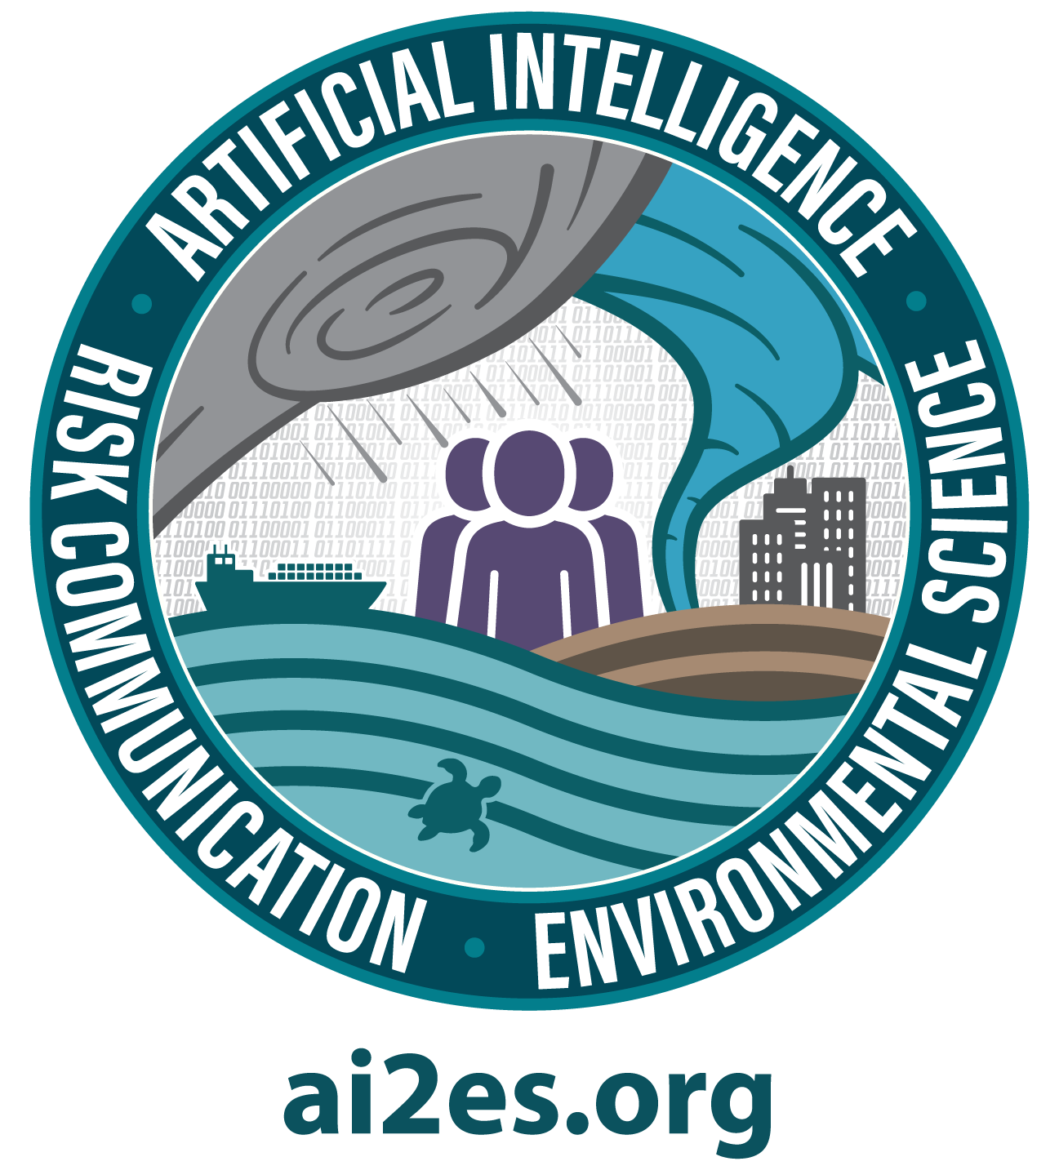 ARTIFICIAL INTELLIGENCE
RISK COMMUNICATION
ENVIRONMENTAL SCIENCE
ai2es.org